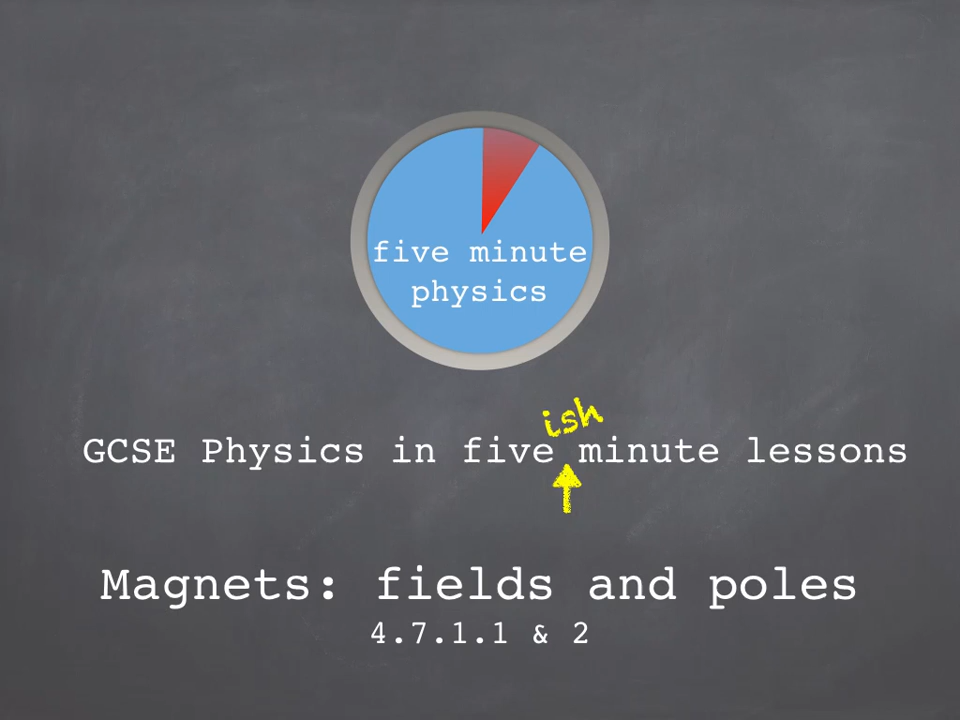 five minute
physics
ish
GCSE Physics in five minute lessons
Magnets: fields and poles
4.7.1.1 & 2